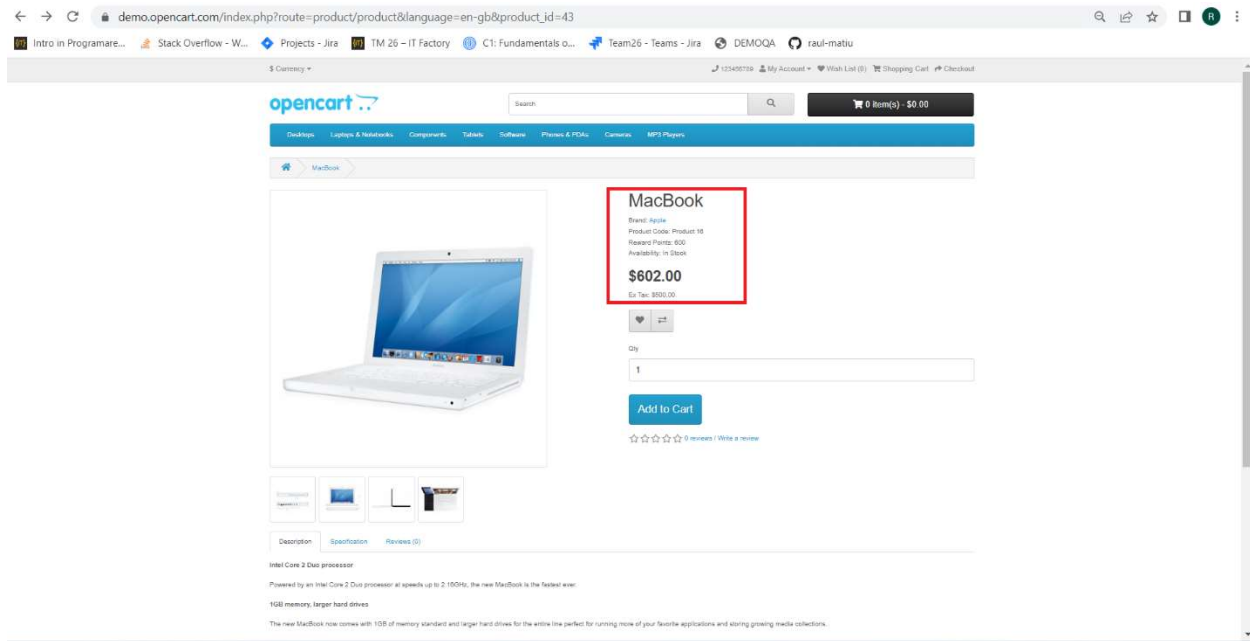 demo.opencart.com/index.php?route=product/product&language=en-gb&product_id=43
R
Intro in Programare... Stack Overflow - W... Projects - Jira TM 26 – IT Factory C1: Fundamentals o... Team26 - Teams - Jira DEMOQA raul-matiu
$ Currency 123456789 My Account Wish List (0) Shopping Cart Checkout
opencart Search 0 item(s) - $0.00
Desktops Laptops & Notebooks Components Tablets Software Phones & PDAs Cameras MP3 Players
MacBook
MacBook
Brand: Apple
Product Code: Product 16
Reward Points: 600
Availability: In Stock
$602.00
Ex Tax: $500.00
Qty
1
Add to Cart
0 reviews / Write a review
Description Specification Reviews (0)
Intel Core 2 Duo processor
Powered by an Intel Core 2 Duo processor at speeds up to 2.16GHz, the new MacBook is the fastest ever.
1GB memory, larger hard drives
The new MacBook now comes with 1GB of memory standard and larger hard drives for the entire line perfect for running more of your favorite applications and storing growing media collections.